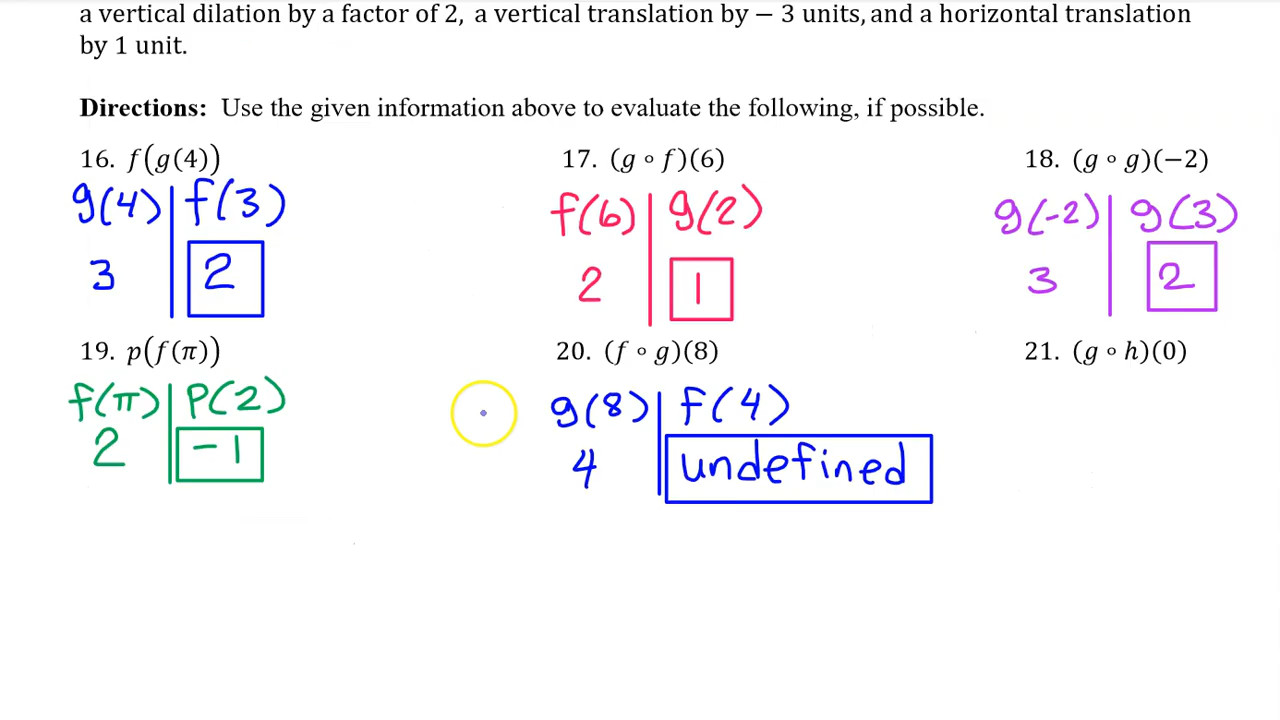 a vertical dilation by a factor of 2, a vertical translation by − 3 units, and a horizontal translation
by 1 unit.
Directions: Use the given information above to evaluate the following, if possible.
16. f(g(4))
g(4) | f(3)
3 | 2
17. (g ∘ f)(6)
f(6) | g(2)
2 | 1
18. (g ∘ g)(−2)
g(-2) | g(3)
3 | 2
19. p(f(π))
f(π) | P(2)
2 | -1
20. (f ∘ g)(8)
g(8) | f(4)
4 | undefined
21. (g ∘ h)(0)